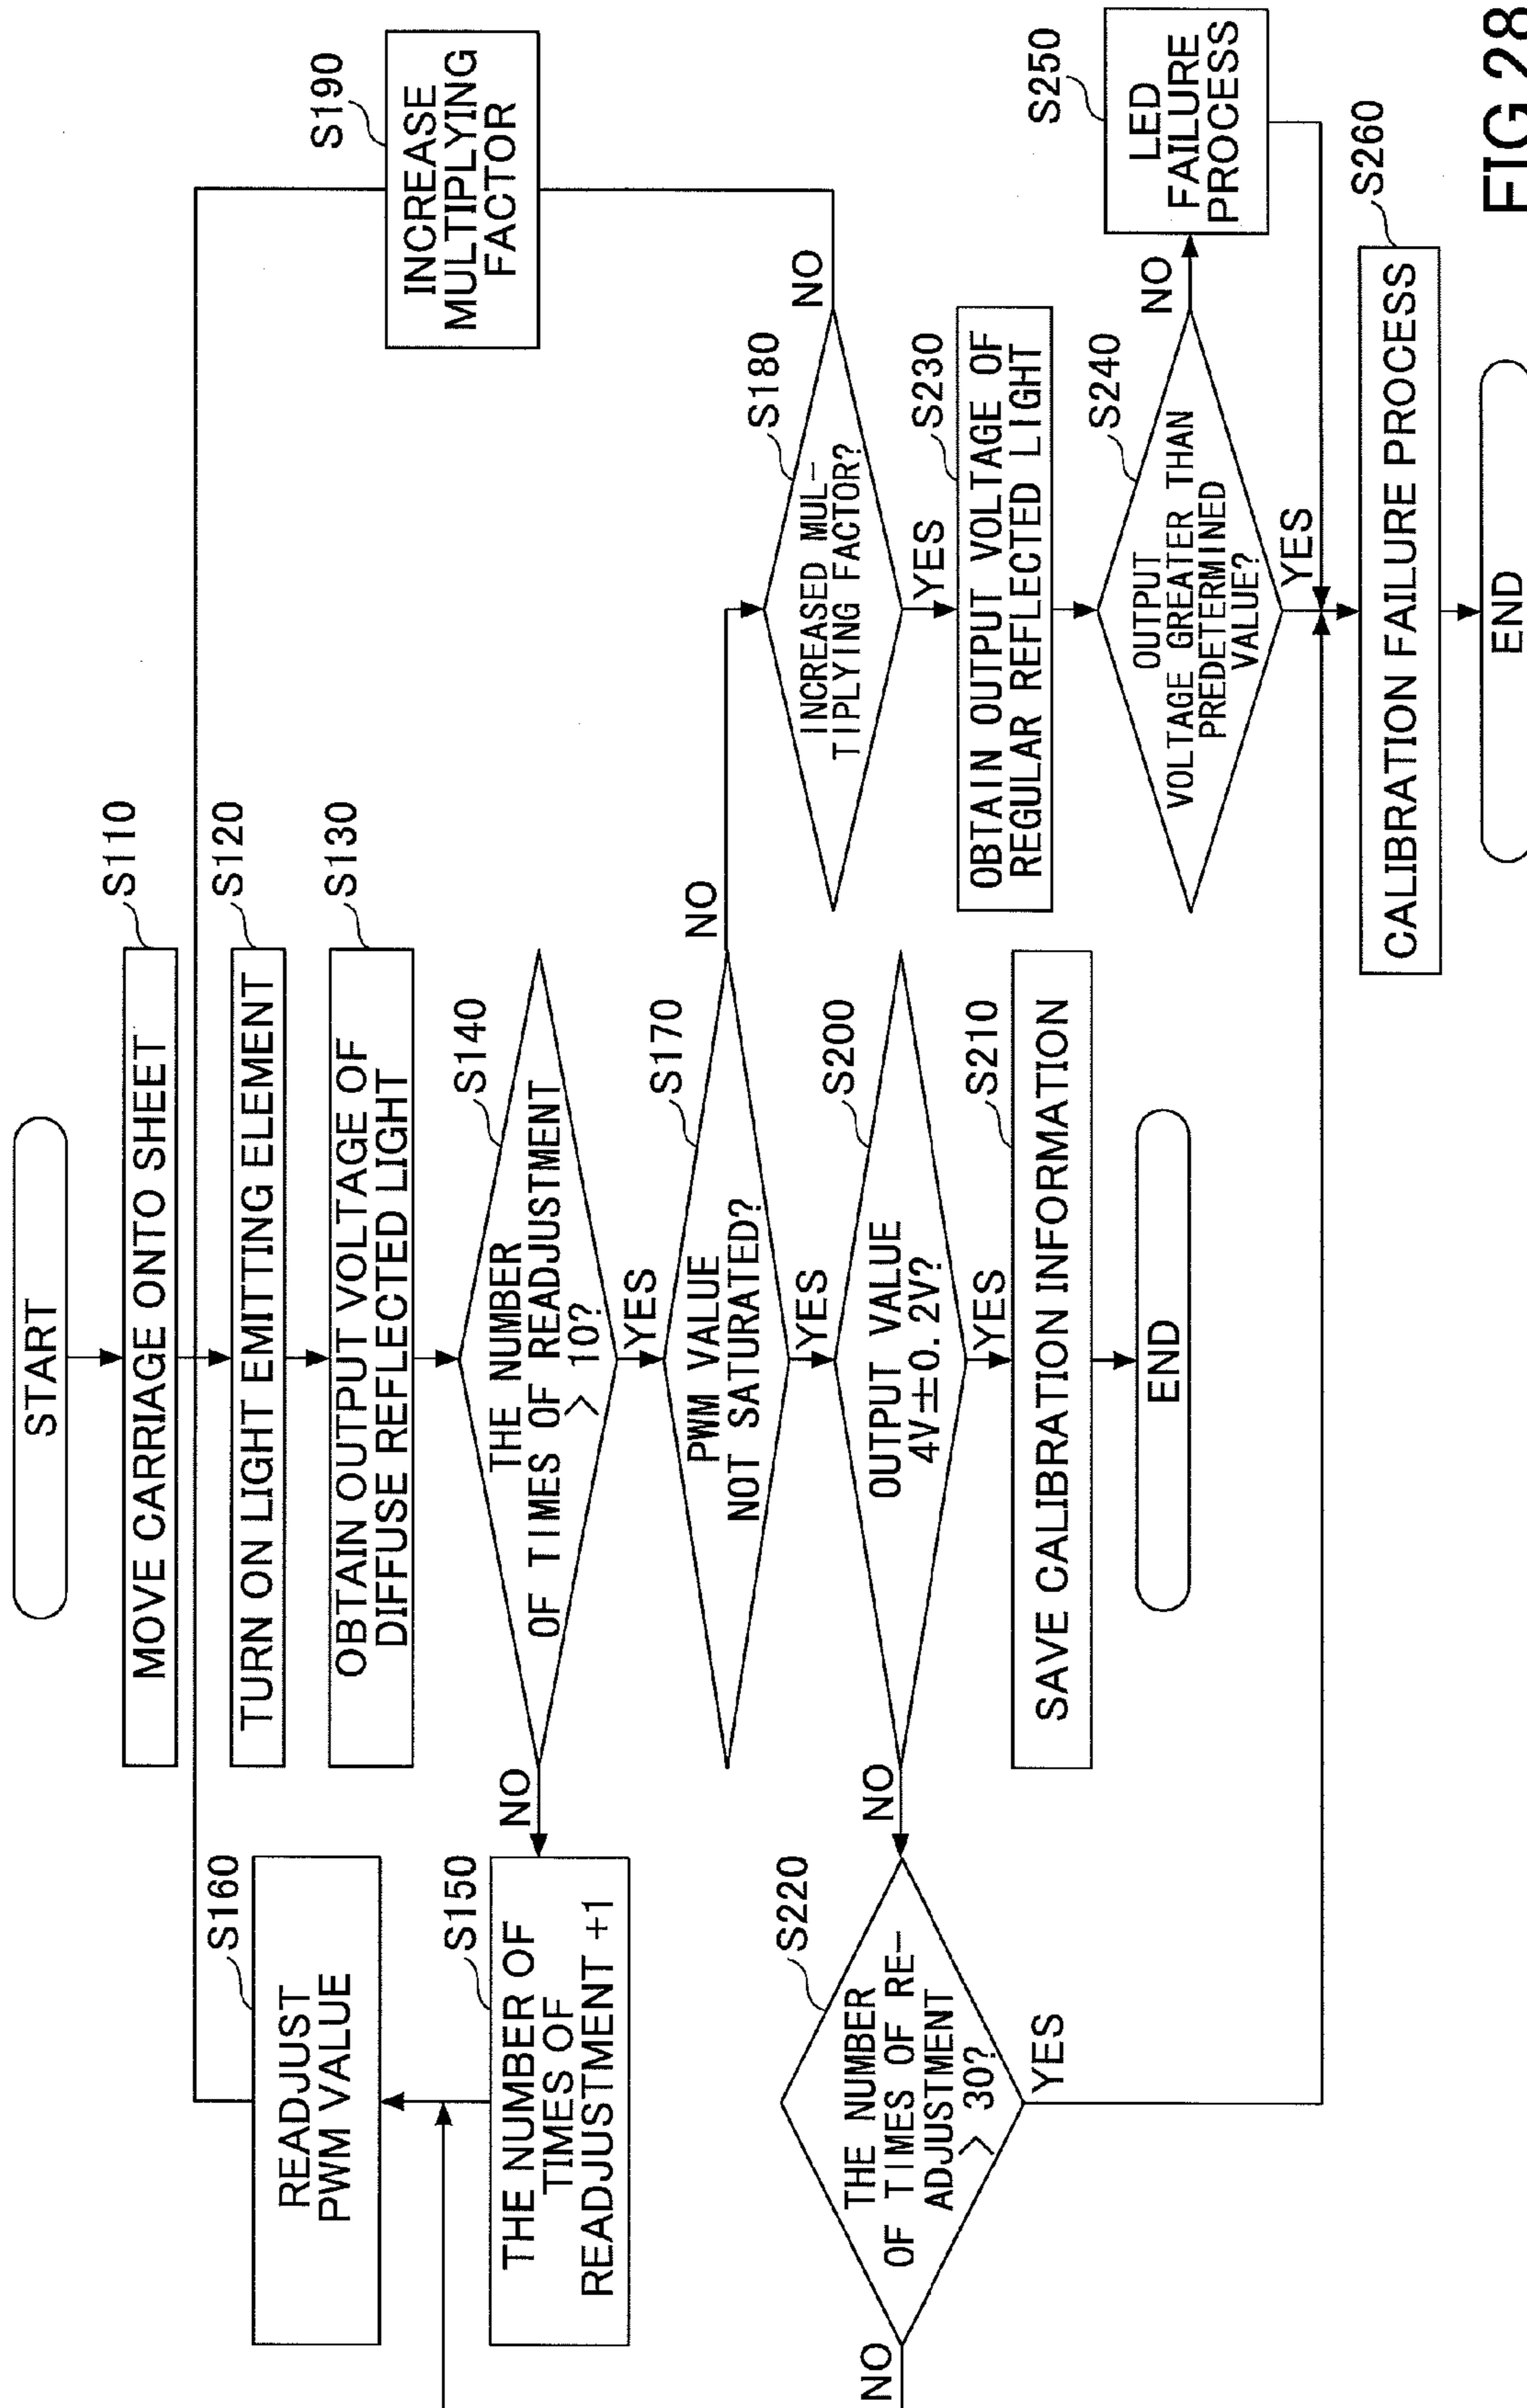 START
S110
MOVE CARRIAGE ONTO SHEET
S120
TURN ON LIGHT EMITTING ELEMENT
S130
OBTAIN OUTPUT VOLTAGE OF
DIFFUSE REFLECTED LIGHT
S140
THE NUMBER
OF TIMES OF READJUSTMENT
> 10?
NO
YES
S150
THE NUMBER OF
TIMES OF
READJUSTMENT +1
S160
READJUST
PWM VALUE
S170
PWM VALUE
NOT SATURATED?
NO
YES
S180
INCREASED MUL-
TIPLYING FACTOR?
NO
YES
S190
INCREASE
MULTIPLYING
FACTOR
S200
OUTPUT VALUE
4V±0. 2V?
NO
YES
S210
SAVE CALIBRATION INFORMATION
END
S220
THE NUMBER
OF TIMES OF RE-
ADJUSTMENT
> 30?
NO
YES
S230
OBTAIN OUTPUT VOLTAGE OF
REGULAR REFLECTED LIGHT
S240
OUTPUT
VOLTAGE GREATER THAN
PREDETERMINED
VALUE?
NO
YES
S250
LED
FAILURE
PROCESS
S260
CALIBRATION FAILURE PROCESS
END
FIG.28